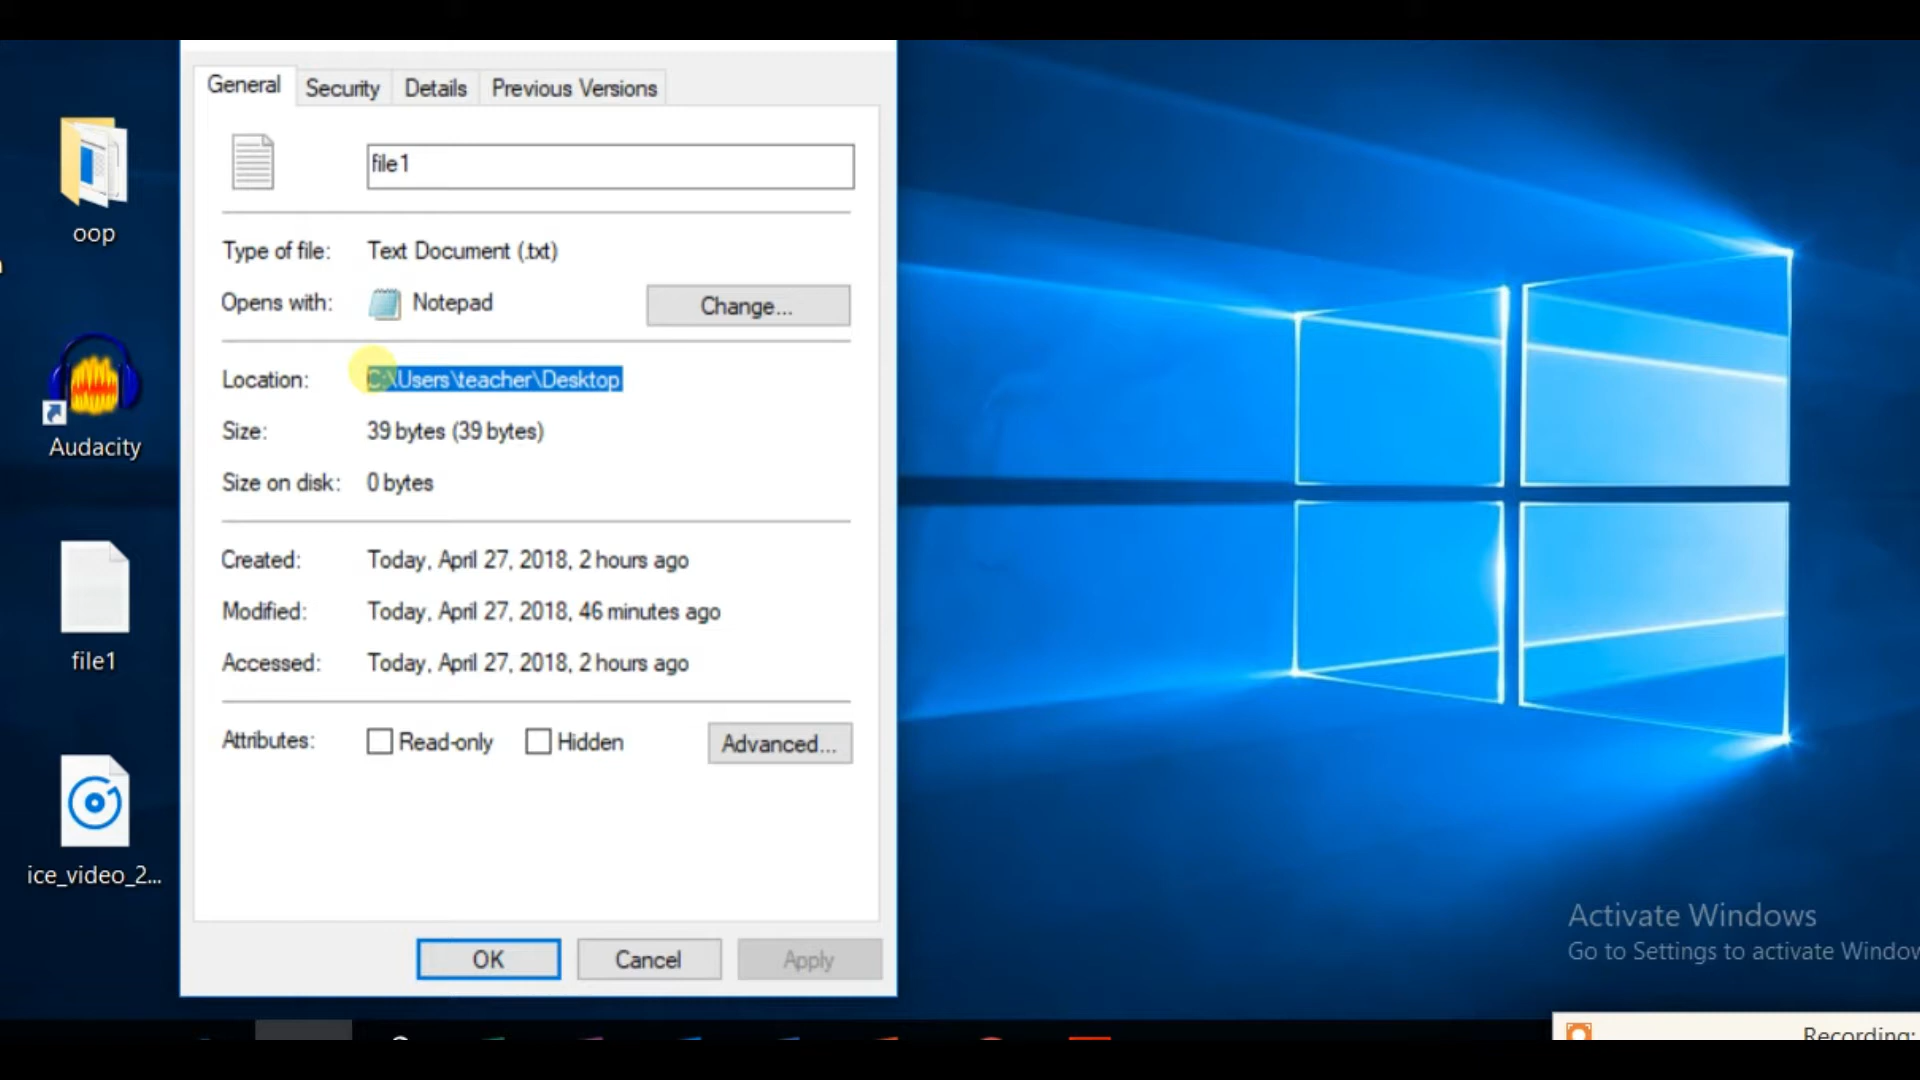 General Security Details Previous Versions
file1
Type of file: Text Document (.txt)
Opens with: Notepad Change...
Location: C:\Users\teacher\Desktop
Size: 39 bytes (39 bytes)
Size on disk: 0 bytes
Created: Today, April 27, 2018, 2 hours ago
Modified: Today, April 27, 2018, 46 minutes ago
Accessed: Today, April 27, 2018, 2 hours ago
Attributes: Read-only Hidden Advanced...
OK Cancel Apply
oop
Audacity
file1
ice_video_2...
Activate Windows
Go to Settings to activate Window
Recording: